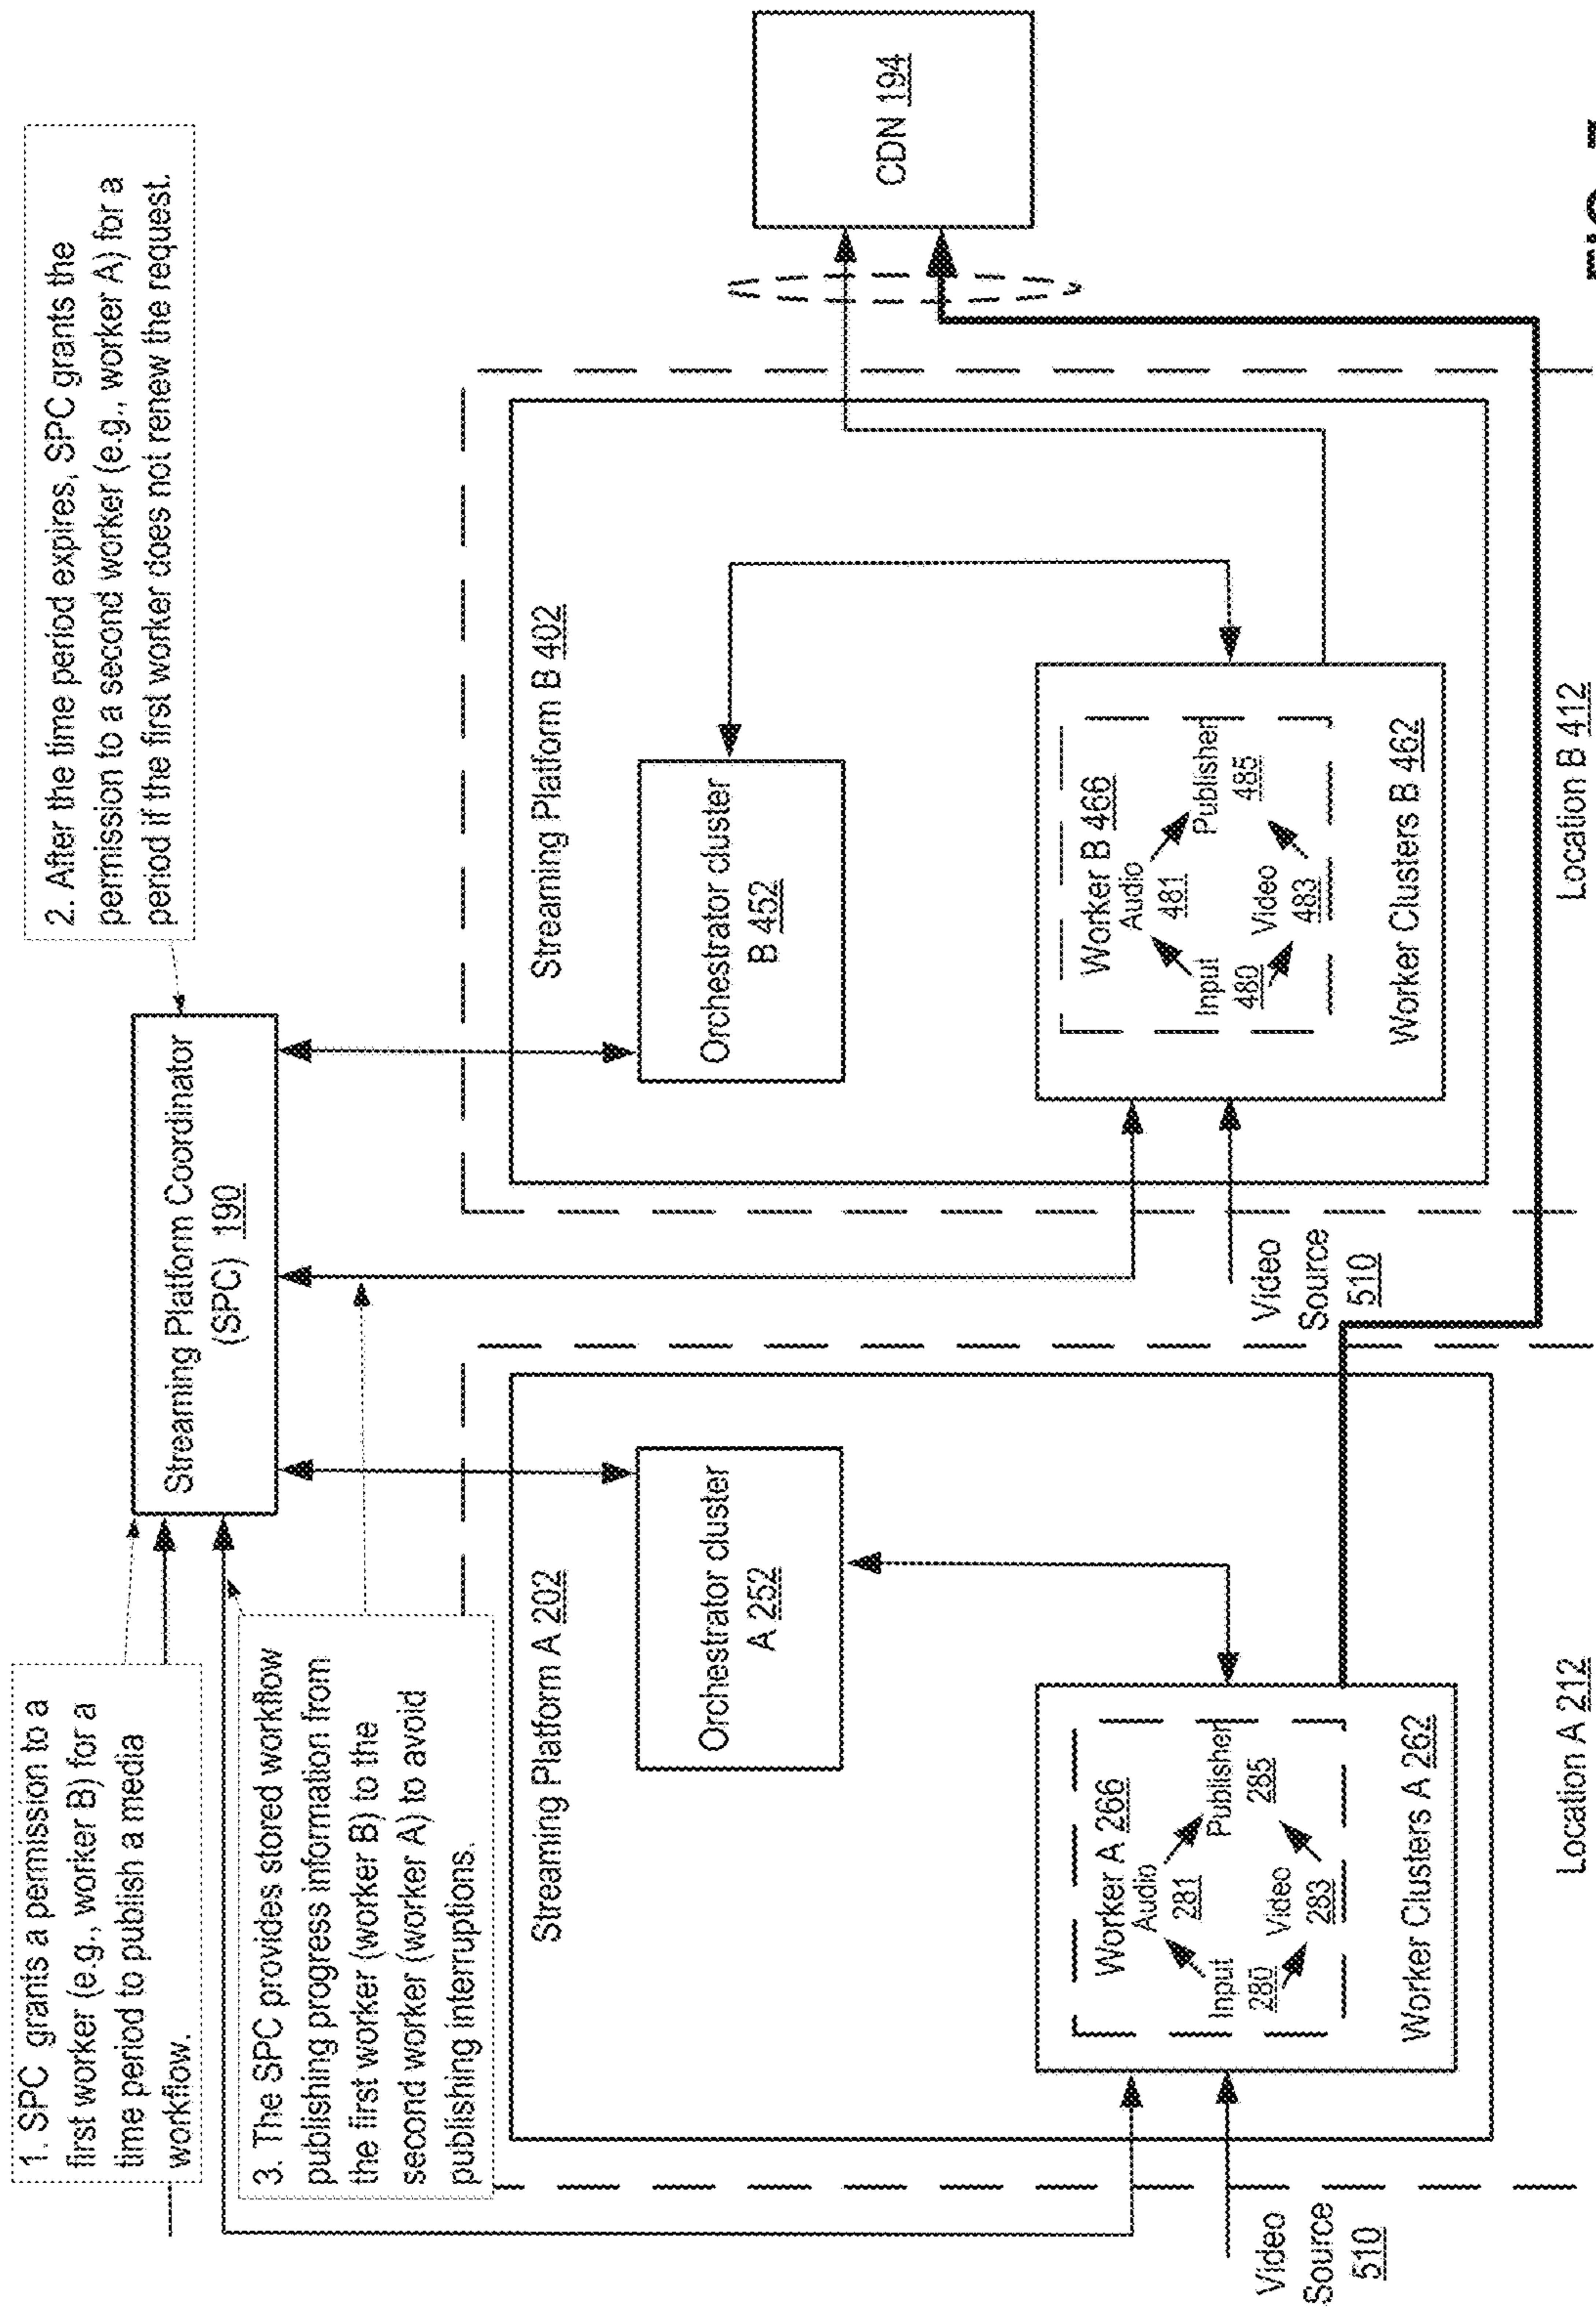 1. SPC grants a permission to a
first worker (e.g., worker B) for a
time period to publish a media
workflow.
2. After the time period expires, SPC grants the
permission to a second worker (e.g., worker A) for a
period if the first worker does not renew the request.
Streaming Platform Coordinator
(SPC) 190
3. The SPC provides stored workflow
publishing progress information from
the first worker (worker B) to the
second worker (worker A) to avoid
publishing interruptions.
Streaming Platform A 202
Orchestrator cluster
A 252
Worker A 266
Audio
281
Input
280
Video
283
Publisher
285
Worker Clusters A 262
Location A 212
Video
Source
510
Streaming Platform B 402
Orchestrator cluster
B 452
Worker B 466
Audio
481
Input
480
Video
483
Publisher
485
Worker Clusters B 462
Location B 412
Video
Source
510
CDN 194